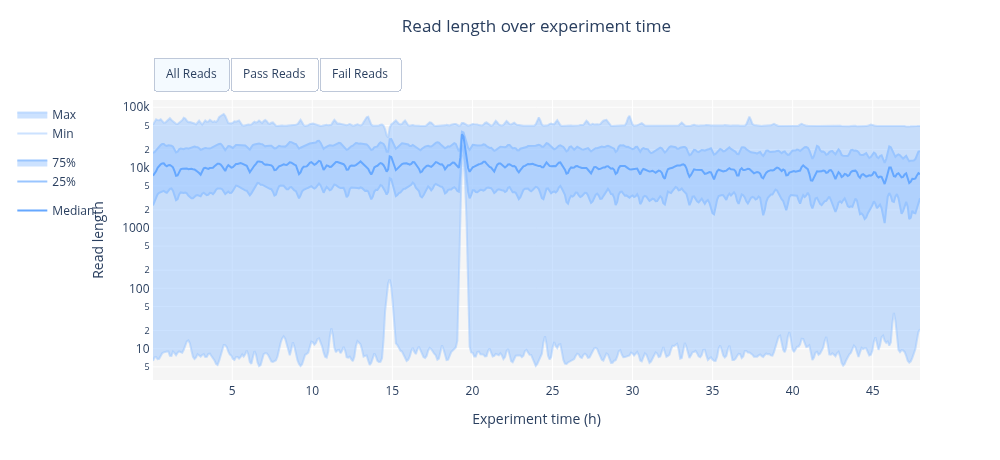 Read length over experiment time
All Reads
Pass Reads
Fail Reads
Max
Min
75%
25%
Median
Read length
100k
5
2
10k
5
2
1000
5
2
100
5
2
10
5
5
10
15
20
25
30
35
40
45
Experiment time (h)